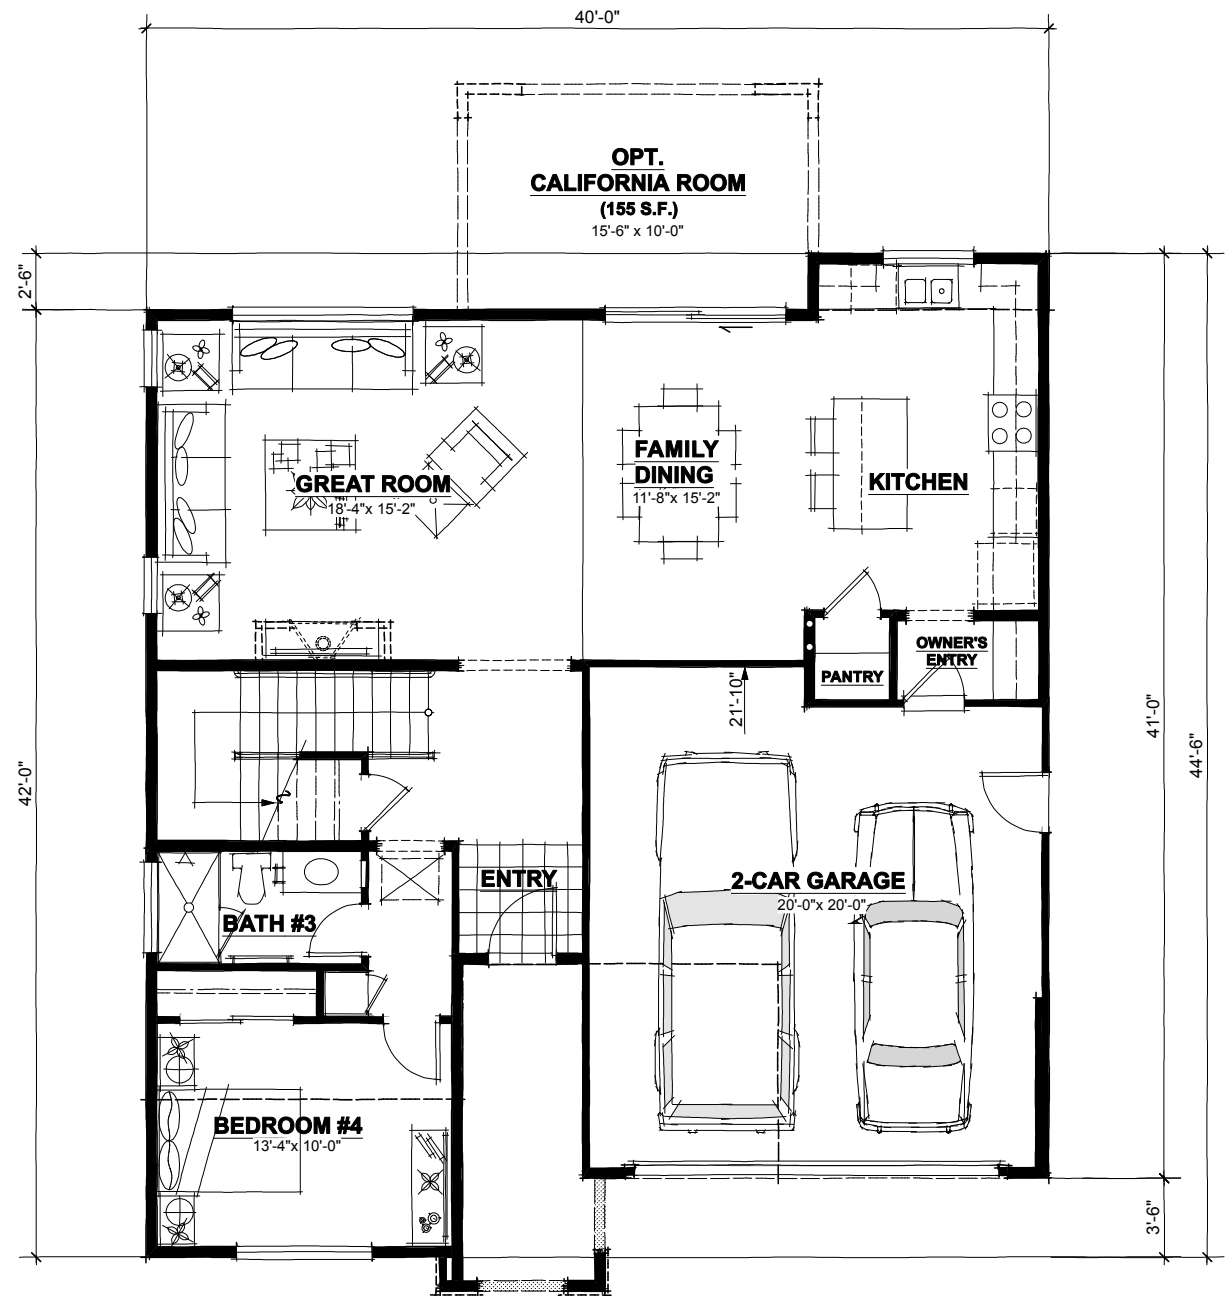 40'-0"
OPT.
CALIFORNIA ROOM
(155 S.F.)
15'-6" x 10'-0"
2'-6"
GREAT ROOM
18'-4"x 15'-2"
FAMILY
DINING
11'-8"x 15'-2"
KITCHEN
OWNER'S
ENTRY
PANTRY
21'-10"
41'-0"
44'-6"
42'-0"
ENTRY
2-CAR GARAGE
20'-0"x 20'-0"
BATH #3
BEDROOM #4
13'-4"x 10'-0"
3'-6"